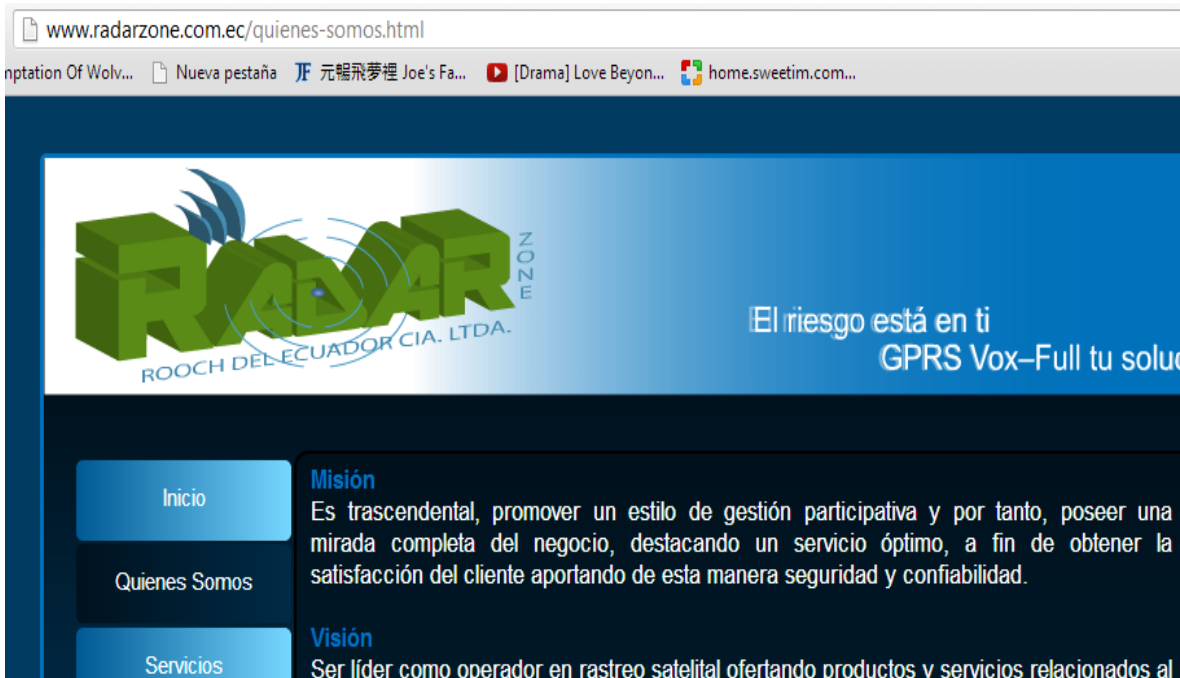 www.radarzone.com.ec/quienes-somos.html
mptation Of Wolv... Nueva pestaña JF 元暢飛夢裡 Joe's Fa... [Drama] Love Beyon... home.sweetim.com...
RADAR
ZONE
ROOCH DEL ECUADOR CIA. LTDA.
El riesgo está en ti
GPRS Vox–Full tu soluc
Inicio
Quienes Somos
Servicios
Misión
Es trascendental, promover un estilo de gestión participativa y por tanto, poseer una
mirada completa del negocio, destacando un servicio óptimo, a fin de obtener la
satisfacción del cliente aportando de esta manera seguridad y confiabilidad.
Visión
Ser líder como operador en rastreo satelital ofertando productos y servicios relacionados al